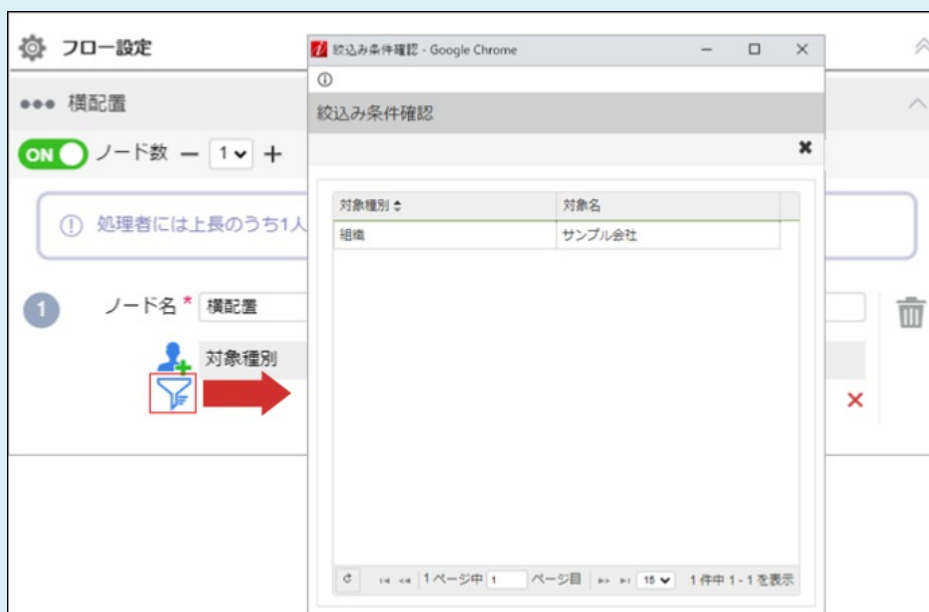 フロー設定
横配置
ON ノード数 － 1 ＋
処理者には上長のうち1人
1 ノード名 * 横配置
対象種別
絞込み条件確認 - Google Chrome
絞込み条件確認
対象種別 対象名
組織 サンプル会社
1 ページ中 1 ページ目 15 1 件中 1 - 1 を表示